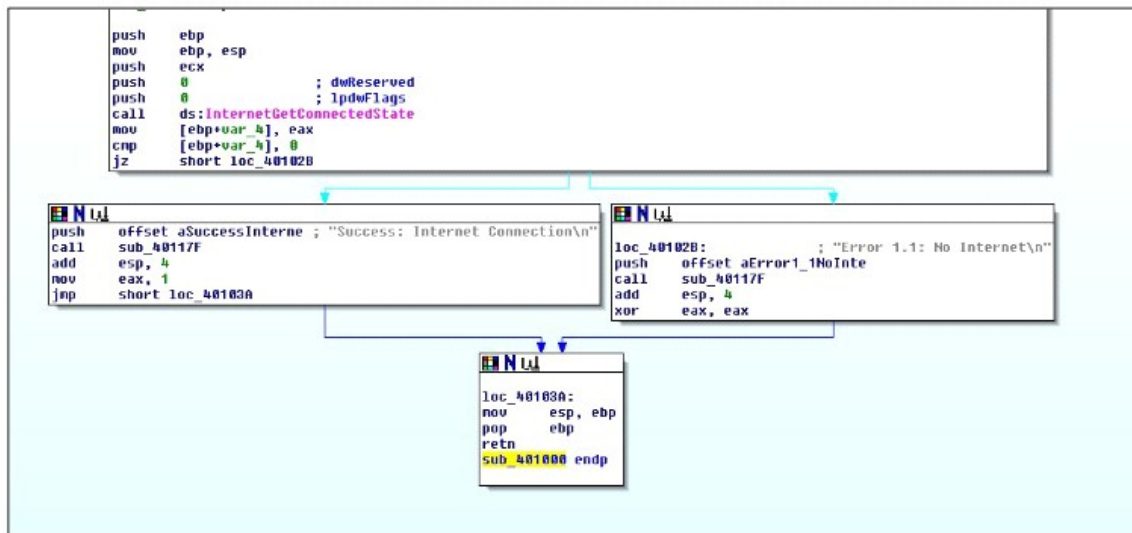 push ebp
mov ebp, esp
push ecx
push 0 ; dwReserved
push 0 ; lpdwFlags
call ds:InternetGetConnectedState
mov [ebp+var_4], eax
cmp [ebp+var_4], 0
jz short loc_40102B
push offset aSuccessInterne ; "Success: Internet Connection\n"
call sub_40117F
add esp, 4
mov eax, 1
jmp short loc_40103A
loc_40102B: ; "Error 1.1: No Internet\n"
push offset aError1_1NoInte
call sub_40117F
add esp, 4
xor eax, eax
loc_40103A:
mov esp, ebp
pop ebp
retn
sub_401000 endp